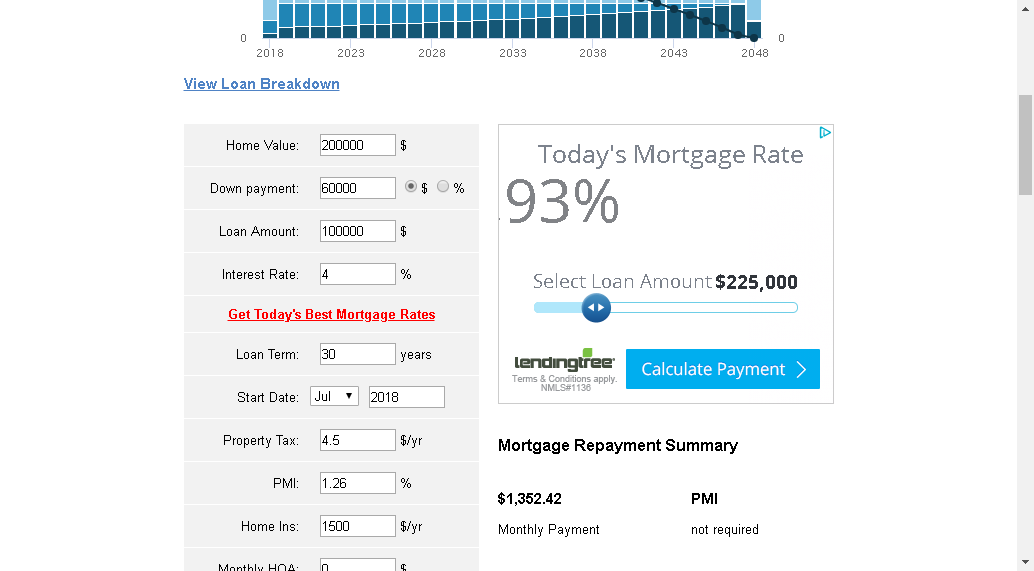 0 0
2018 2023 2028 2033 2038 2043 2048
View Loan Breakdown
Home Value: 200000 $
Down payment: 60000 $ %
Loan Amount: 100000 $
Interest Rate: 4 %
Get Today's Best Mortgage Rates
Loan Term: 30 years
Start Date: Jul 2018
Property Tax: 4.5 $/yr
PMI: 1.26 %
Home Ins: 1500 $/yr
Monthly HOA: 0 $
Today's Mortgage Rate
.93%
Select Loan Amount $225,000
lendingtree
Terms & Conditions apply.
NMLS#1136
Calculate Payment
Mortgage Repayment Summary
$1,352.42 PMI
Monthly Payment not required